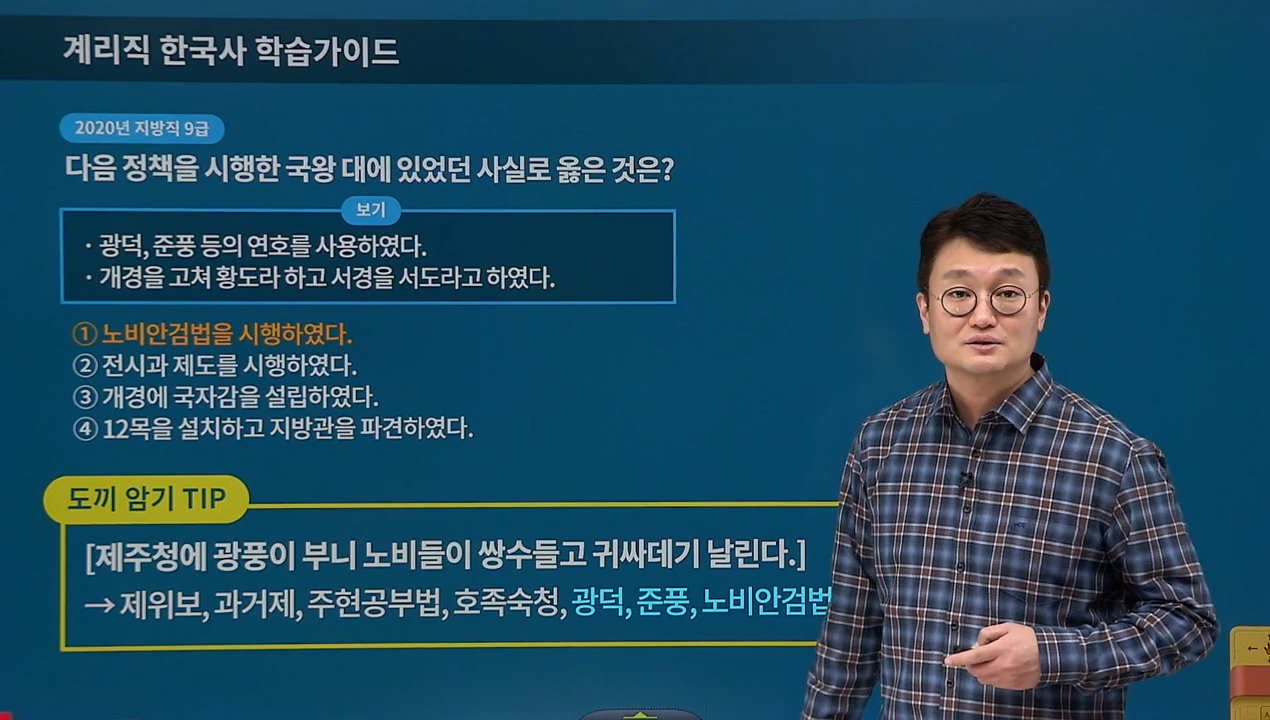 계리직 한국사 학습가이드
2020년 지방직 9급
다음 정책을 시행한 국왕 대에 있었던 사실로 옳은 것은?
보기
· 광덕, 준풍 등의 연호를 사용하였다.
· 개경을 고쳐 황도라 하고 서경을 서도라고 하였다.
① 노비안검법을 시행하였다.
② 전시과 제도를 시행하였다.
③ 개경에 국자감을 설립하였다.
④ 12목을 설치하고 지방관을 파견하였다.
도끼 암기 TIP
[제주청에 광풍이 부니 노비들이 쌍수들고 귀싸데기 날린다.]
→ 제위보, 과거제, 주현공부법, 호족숙청, 광덕, 준풍, 노비안검법